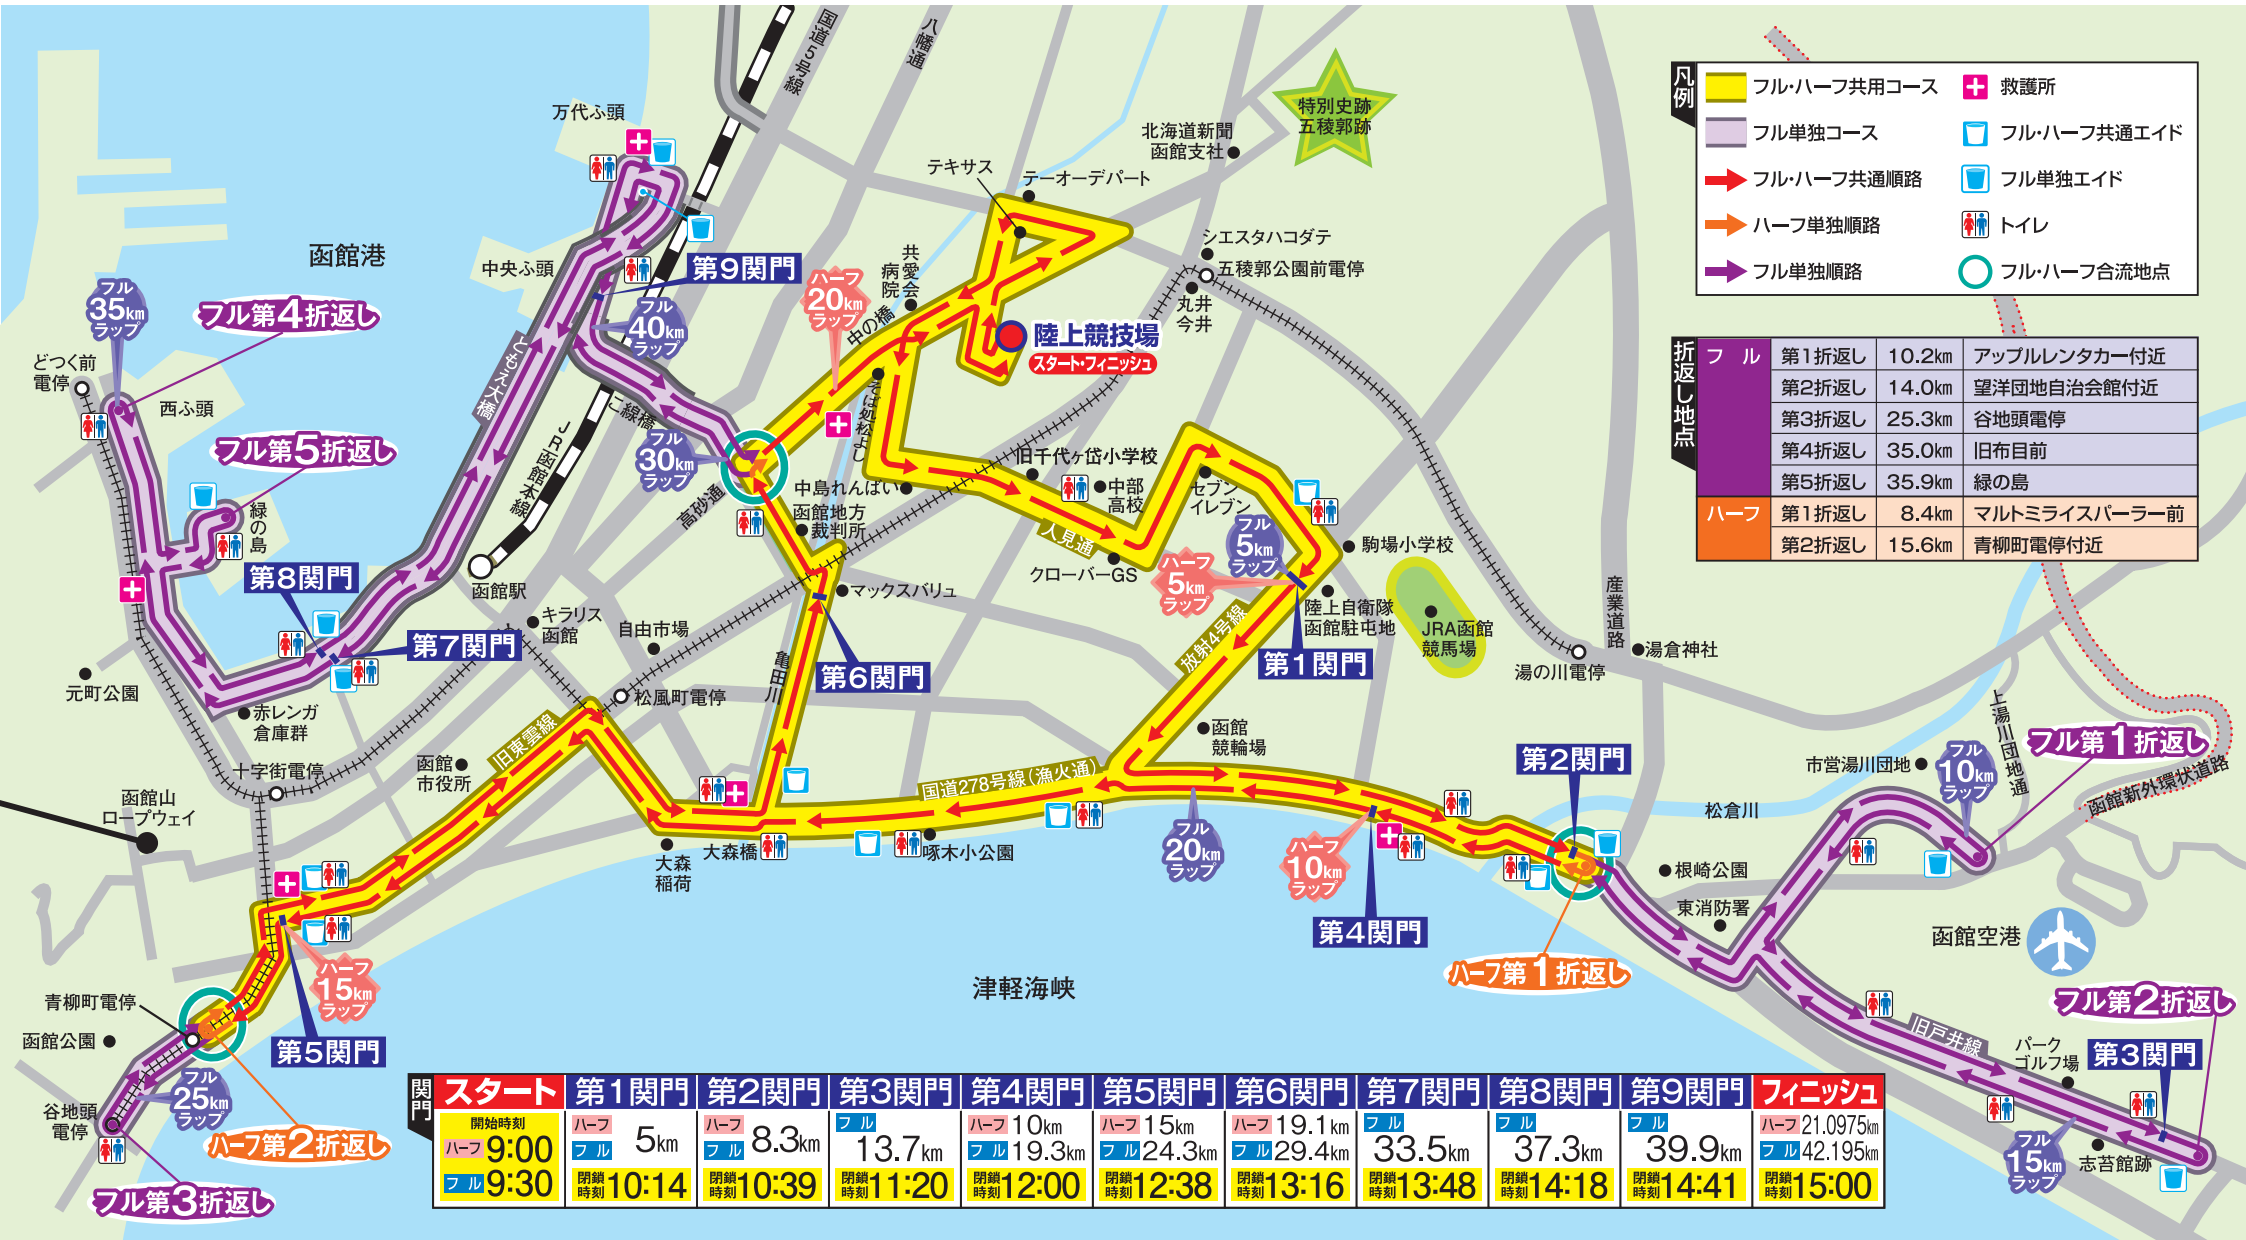 国道5号線
八幡通
万代ふ頭
北海道新聞
函館支社
特別史跡
五稜郭跡
テキサス
テーオーデパート
シエスタハコダテ
五稜郭公園前電停
丸井
今井
共愛会
病院
中の橋
函館港
中央ふ頭
第9関門
ハーフ
20km
ラップ
フル
35km
ラップ
フル第4折返し
フル
40km
ラップ
陸上競技場
スタート・フィニッシュ
どつく前
電停
西ふ頭
ともえ大橋
こ線橋
JR函館本線
そば処松よし
フル第5折返し
フル
30km
ラップ
高砂通
中島れんばい
函館地方
裁判所
旧千代ヶ岱小学校
中部
高校
セブン
イレブン
人見通
クローバーGS
フル
5km
ラップ
ハーフ
5km
ラップ
駒場小学校
緑の島
第8関門
函館駅
キラリス
函館
自由市場
マックスバリュ
第7関門
第6関門
亀田川
放射4号線
第1関門
陸上自衛隊
函館駐屯地
JRA函館
競馬場
産業道路
湯倉神社
湯の川電停
元町公園
赤レンガ
倉庫群
松風町電停
旧東雲線
函館
市役所
十字街電停
函館山
ロープウェイ
函館
競輪場
国道278号線(漁火通)
第2関門
松倉川
市営湯川団地
フル
10km
ラップ
上湯川団地通
フル第1折返し
函館新外環状道路
大森
稲荷
大森橋
啄木小公園
フル
20km
ラップ
ハーフ
10km
ラップ
第4関門
根崎公園
東消防署
函館空港
ハーフ第1折返し
津軽海峡
ハーフ
15km
ラップ
第5関門
青柳町電停
函館公園
谷地頭
電停
フル
25km
ラップ
ハーフ第2折返し
フル第3折返し
フル第2折返し
旧戸井線
パーク
ゴルフ場
第3関門
フル
15km
ラップ
志苔館跡
凡例
フル・ハーフ共用コース
救護所
フル単独コース
フル・ハーフ共通エイド
フル・ハーフ共通順路
フル単独エイド
ハーフ単独順路
トイレ
フル単独順路
フル・ハーフ合流地点
折返し地点
フル 第1折返し 10.2km アップルレンタカー付近
第2折返し 14.0km 望洋団地自治会館付近
第3折返し 25.3km 谷地頭電停
第4折返し 35.0km 旧布目前
第5折返し 35.9km 緑の島
ハーフ 第1折返し 8.4km マルトミライスパーラー前
第2折返し 15.6km 青柳町電停付近
関門
スタート 第1関門 第2関門 第3関門 第4関門 第5関門 第6関門 第7関門 第8関門 第9関門 フィニッシュ
開始時刻
ハーフ 9:00
フル 9:30
ハーフ フル 5km
閉鎖時刻 10:14
ハーフ フル 8.3km
閉鎖時刻 10:39
フル 13.7km
閉鎖時刻 11:20
ハーフ 10km
フル 19.3km
閉鎖時刻 12:00
ハーフ 15km
フル 24.3km
閉鎖時刻 12:38
ハーフ 19.1km
フル 29.4km
閉鎖時刻 13:16
フル 33.5km
閉鎖時刻 13:48
フル 37.3km
閉鎖時刻 14:18
フル 39.9km
閉鎖時刻 14:41
ハーフ 21.0975km
フル 42.195km
閉鎖時刻 15:00